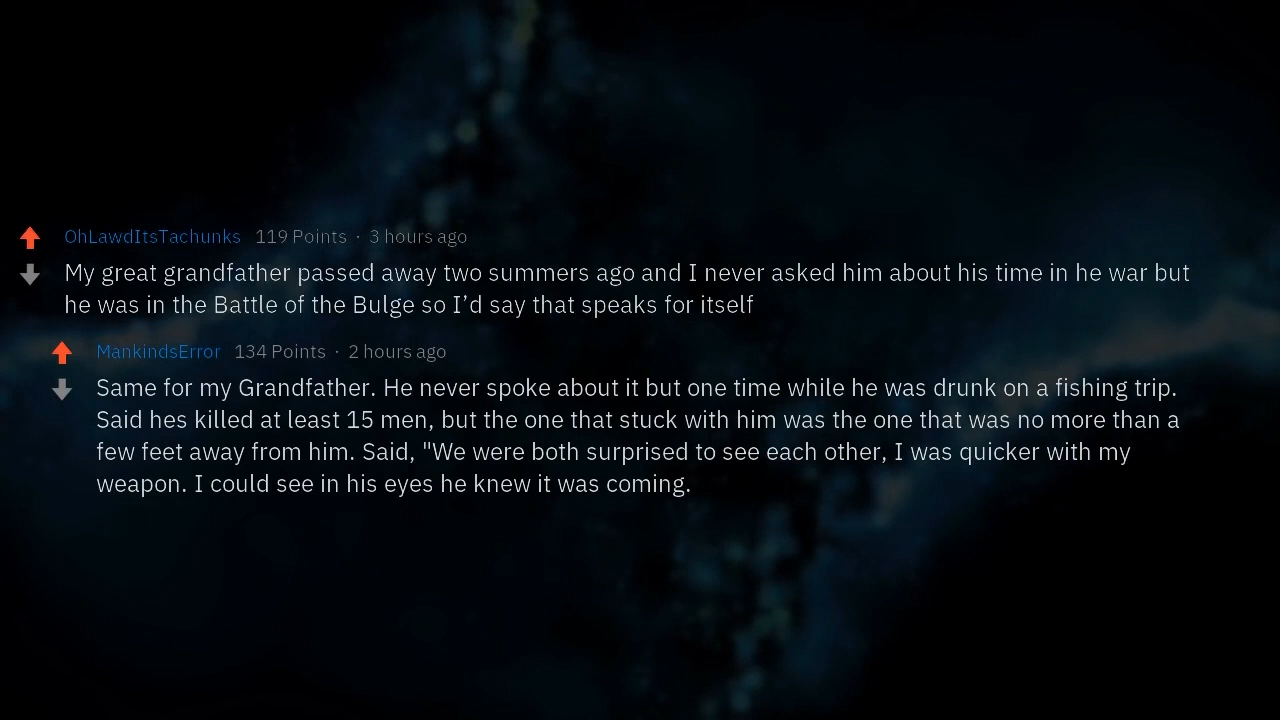 OhLawdItsTachunks 119 Points · 3 hours ago
My great grandfather passed away two summers ago and I never asked him about his time in he war but
he was in the Battle of the Bulge so I’d say that speaks for itself
MankindsError 134 Points · 2 hours ago
Same for my Grandfather. He never spoke about it but one time while he was drunk on a fishing trip.
Said hes killed at least 15 men, but the one that stuck with him was the one that was no more than a
few feet away from him. Said, "We were both surprised to see each other, I was quicker with my
weapon. I could see in his eyes he knew it was coming.